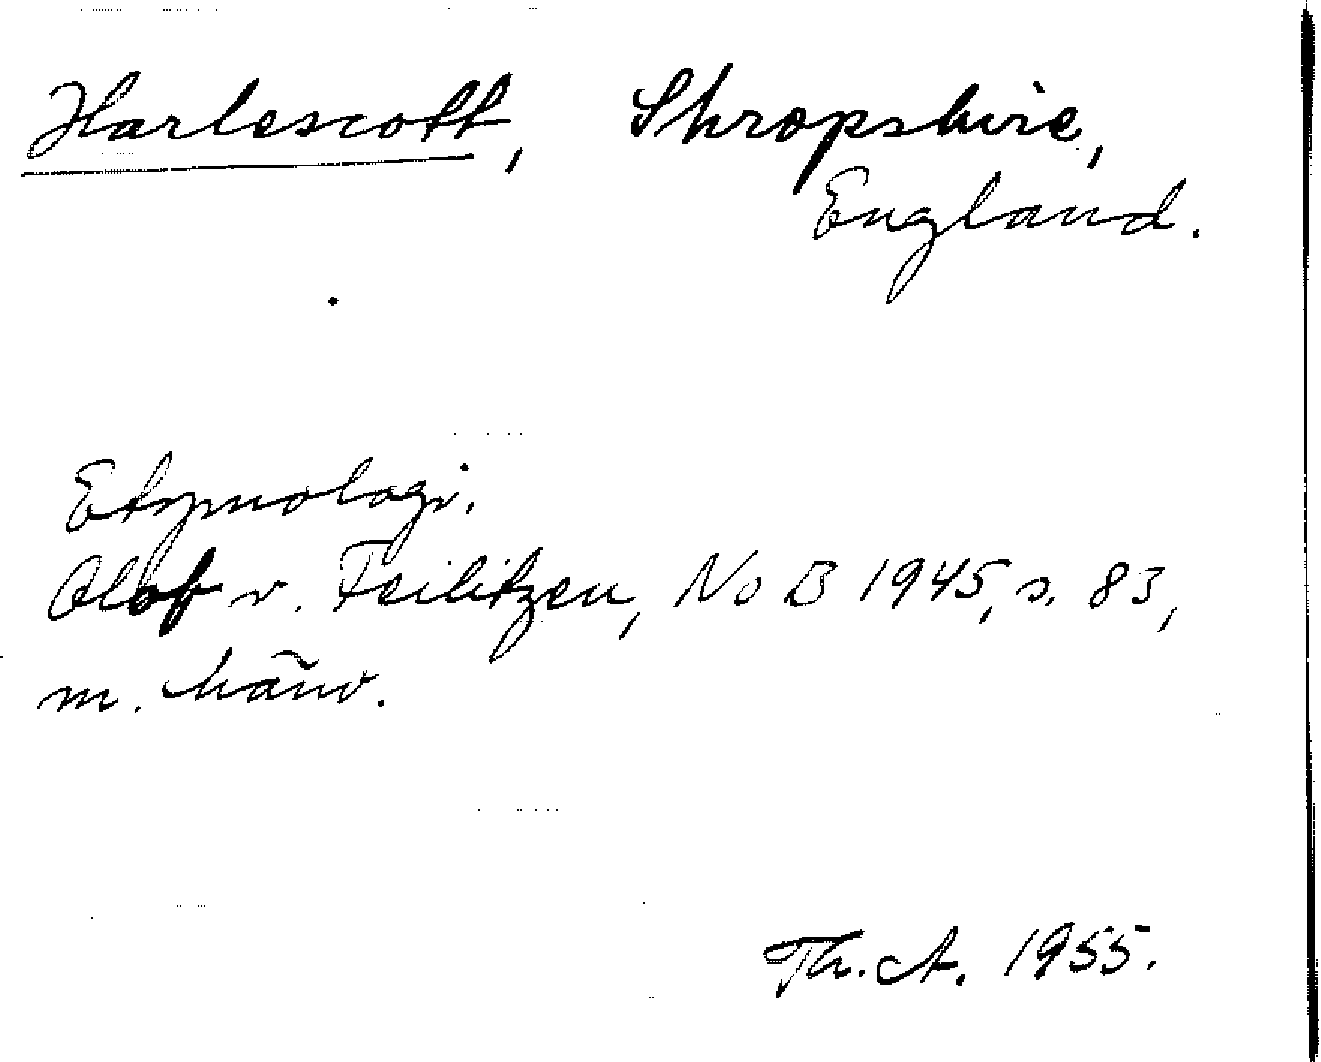 Harlescott, Shropshire,
England.
Etymologi.
Olof v. Feilitzen, NoB 1945, s. 83,
m. hänv.
Th. A. 1955.